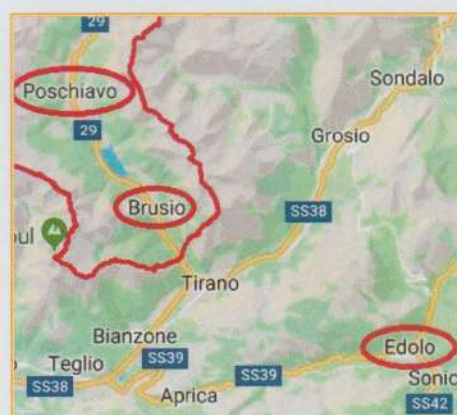 29
Sondalo
Poschiavo
29
Grosio
Brusio
SS38
oul
Tirano
Bianzone
Edolo
SS39
Teglio
SS39
Sonic
SS38
Aprica
SS42